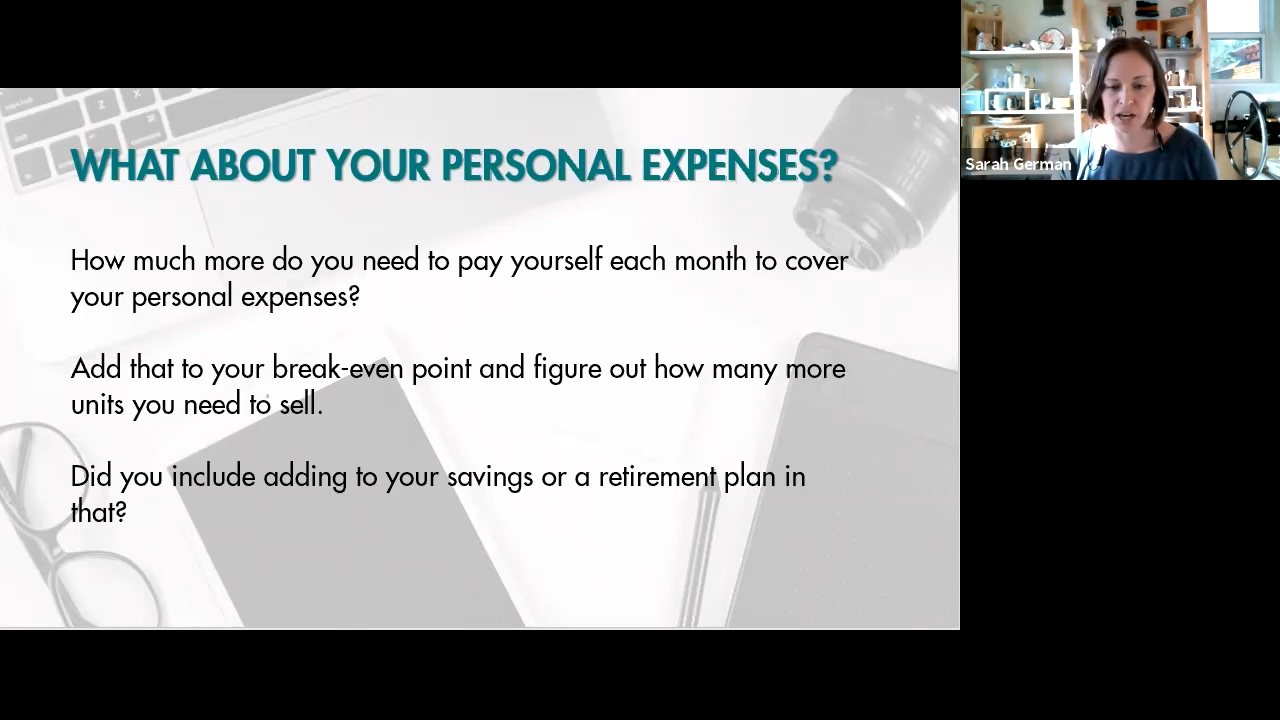 WHAT ABOUT YOUR PERSONAL EXPENSES?
How much more do you need to pay yourself each month to cover
your personal expenses?
Add that to your break-even point and figure out how many more
units you need to sell.
Did you include adding to your savings or a retirement plan in
that?
Sarah German